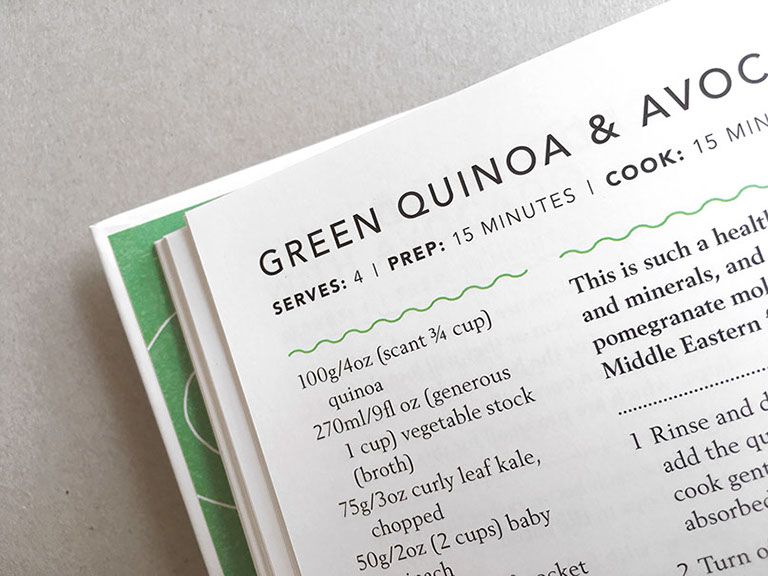 GREEN QUINOA & AVOC
SERVES: 4 | PREP: 15 MINUTES | COOK: 15 MIN
100g/4oz (scant ¾ cup)
quinoa
270ml/9fl oz (generous
1 cup) vegetable stock
(broth)
75g/3oz curly leaf kale,
chopped
50g/2oz (2 cups) baby
This is such a healt
and minerals, and
pomegranate mol
Middle Eastern
1 Rinse and d
add the qu
cook gent
absorbed
2 Turn o